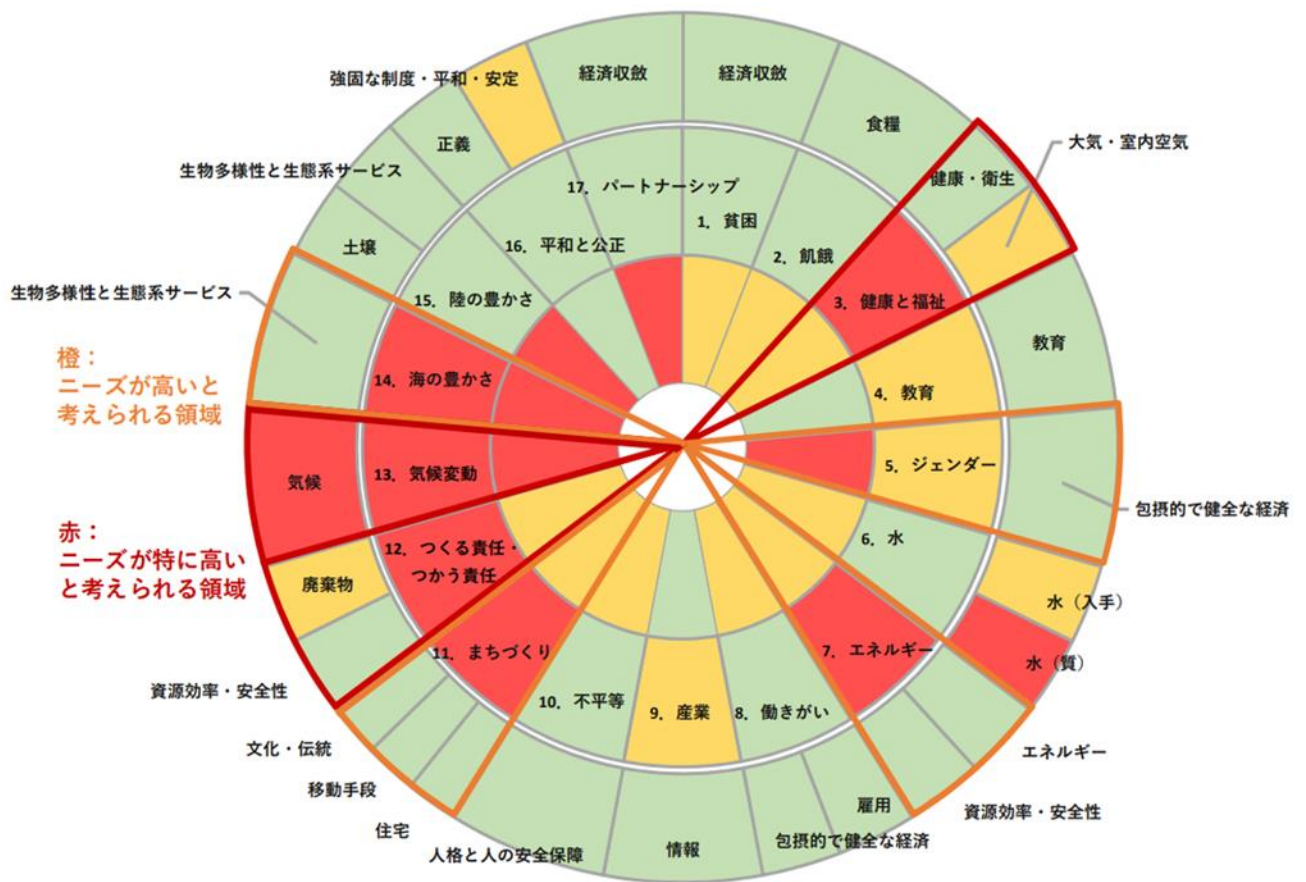 強固な制度・平和・安定
経済収斂
経済収斂
食糧
大気・室内空気
正義
健康・衛生
生物多様性と生態系サービス
17. パートナーシップ
1. 貧困
16. 平和と公正
2. 飢餓
土壌
生物多様性と生態系サービス
15. 陸の豊かさ
3. 健康と福祉
教育
橙：
ニーズが高いと
考えられる領域
14. 海の豊かさ
4. 教育
気候
13. 気候変動
5. ジェンダー
包摂的で健全な経済
赤：
ニーズが特に高い
と考えられる領域
12. つくる責任・
つかう責任
6. 水
廃棄物
水（入手）
11. まちづくり
7. エネルギー
水（質）
資源効率・安全性
10. 不平等
9. 産業
8. 働きがい
文化・伝統
エネルギー
移動手段
雇用
資源効率・安全性
住宅
包摂的で健全な経済
人格と人の安全保障
情報